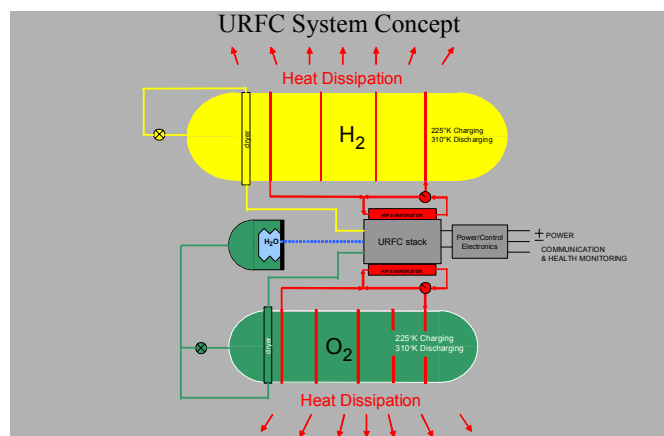 URFC System Concept
Heat Dissipation
dryer
H2
225°K Charging
310°K Discharging
H2O
URFC stack
Power/Control
Electronics
+ POWER
−
COMMUNICATION
& HEALTH MONITORING
dryer
O2
225°K Charging
310°K Discharging
Heat Dissipation